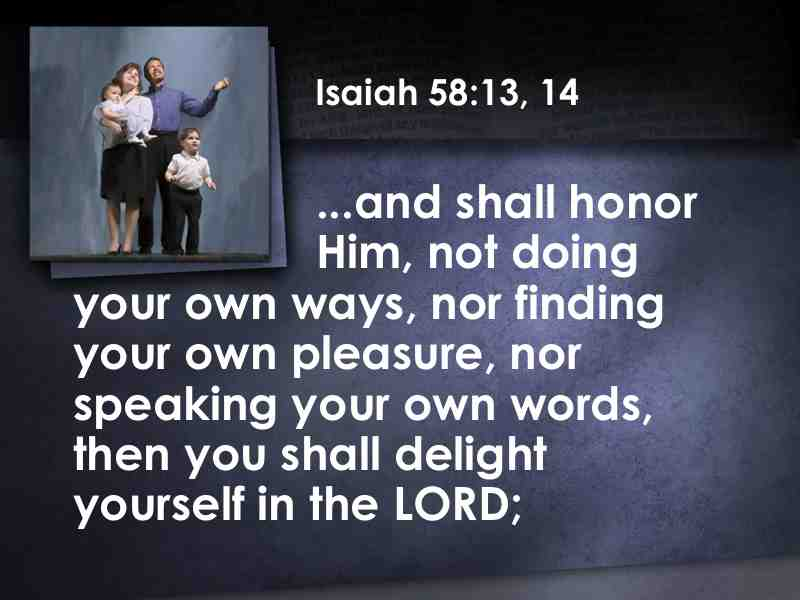 Isaiah 58:13, 14
...and shall honor
Him, not doing
your own ways, nor finding
your own pleasure, nor
speaking your own words,
then you shall delight
yourself in the LORD;